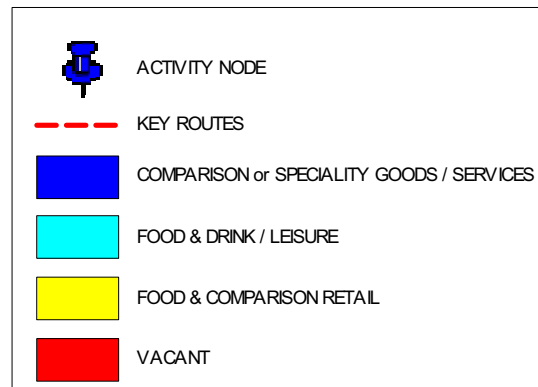 ACTIVITY NODE
KEY ROUTES
COMPARISON or SPECIALITY GOODS / SERVICES
FOOD & DRINK / LEISURE
FOOD & COMPARISON RETAIL
VACANT